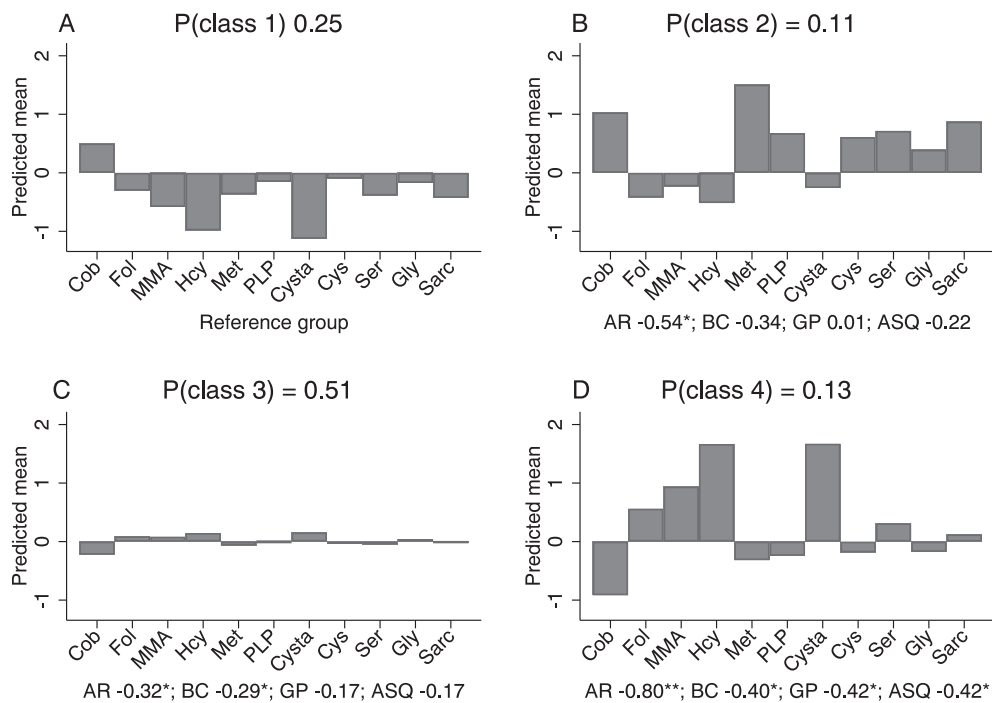 A P(class 1) 0.25
Predicted mean
2
1
0
-1
Cob Fol MMA Hcy Met PLP Cysta Cys Ser Gly Sarc
Reference group
B P(class 2) = 0.11
Predicted mean
2
1
0
-1
Cob Fol MMA Hcy Met PLP Cysta Cys Ser Gly Sarc
AR -0.54*; BC -0.34; GP 0.01; ASQ -0.22
C P(class 3) = 0.51
Predicted mean
2
1
0
-1
Cob Fol MMA Hcy Met PLP Cysta Cys Ser Gly Sarc
AR -0.32*; BC -0.29*; GP -0.17; ASQ -0.17
D P(class 4) = 0.13
Predicted mean
2
1
0
-1
Cob Fol MMA Hcy Met PLP Cysta Cys Ser Gly Sarc
AR -0.80**; BC -0.40*; GP -0.42*; ASQ -0.42*